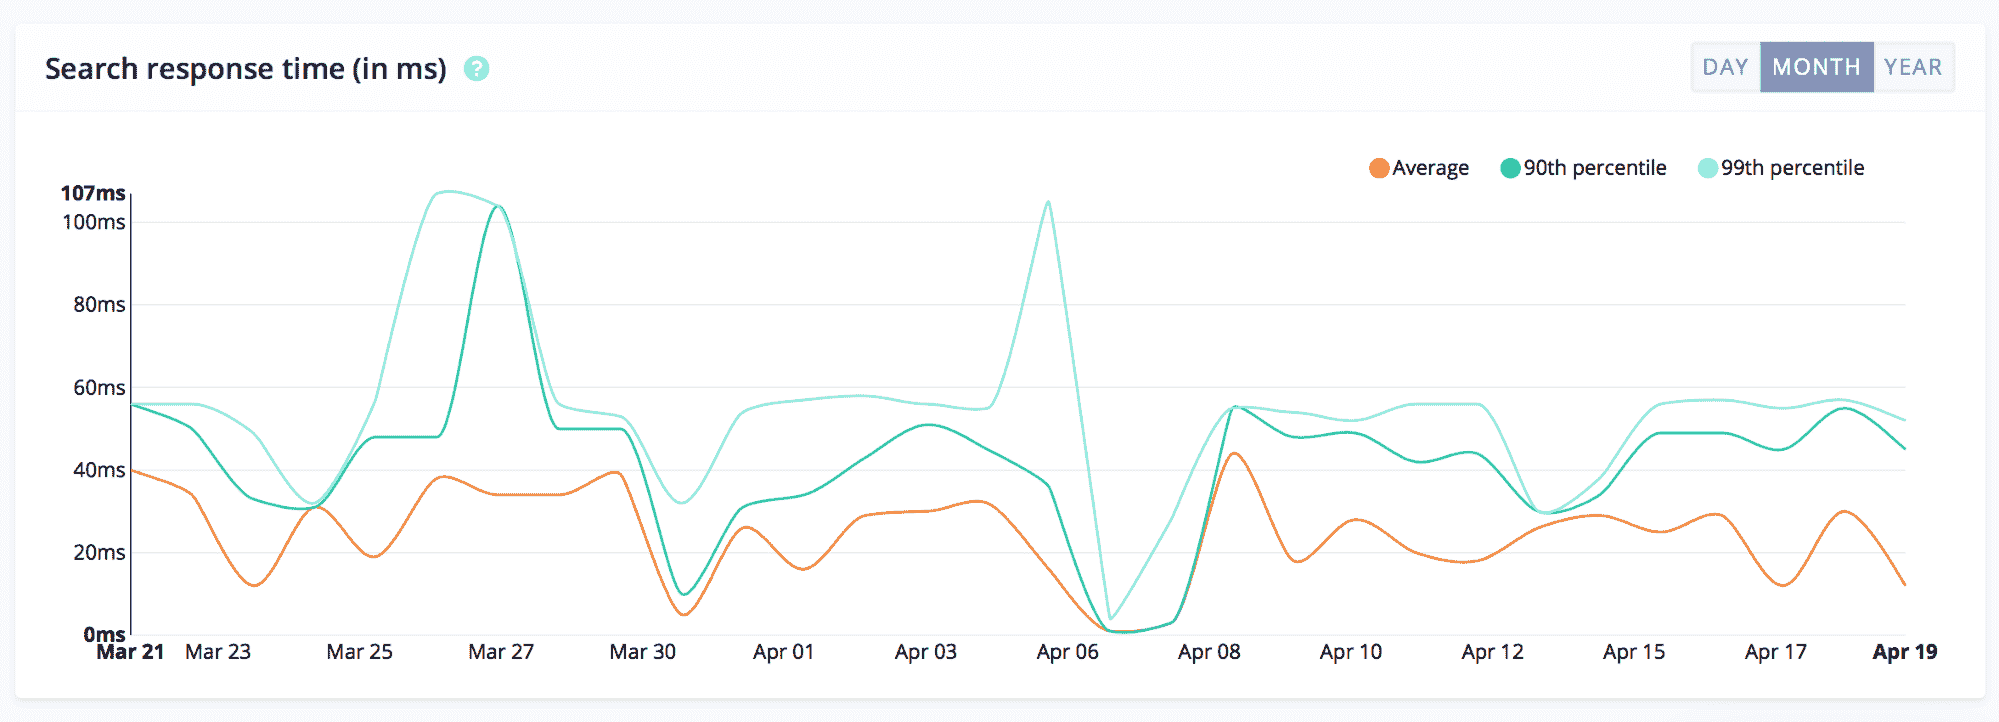 Search response time (in ms) ?
DAY MONTH YEAR
Average 90th percentile 99th percentile
107ms
100ms
80ms
60ms
40ms
20ms
0ms
Mar 21 Mar 23 Mar 25 Mar 27 Mar 30 Apr 01 Apr 03 Apr 06 Apr 08 Apr 10 Apr 12 Apr 15 Apr 17 Apr 19